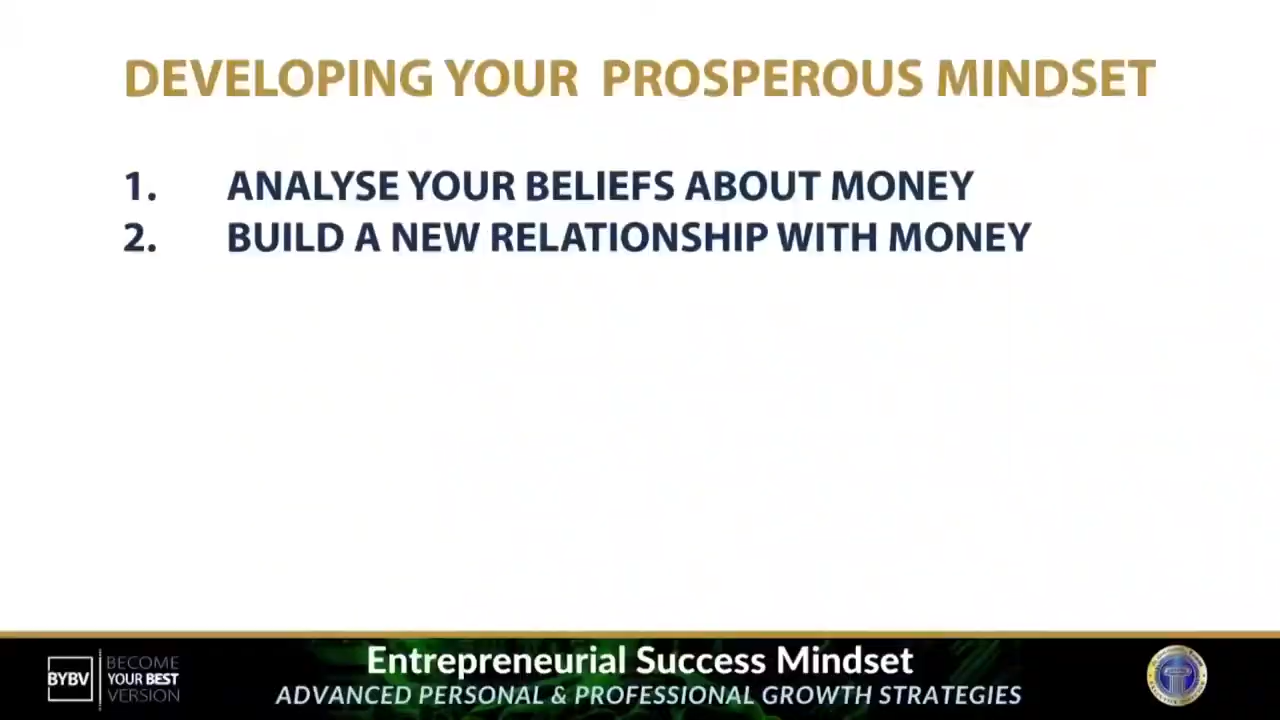 DEVELOPING YOUR PROSPEROUS MINDSET
1. ANALYSE YOUR BELIEFS ABOUT MONEY
2. BUILD A NEW RELATIONSHIP WITH MONEY
Entrepreneurial Success Mindset
ADVANCED PERSONAL & PROFESSIONAL GROWTH STRATEGIES
BYBV
BECOME
YOUR BEST
VERSION